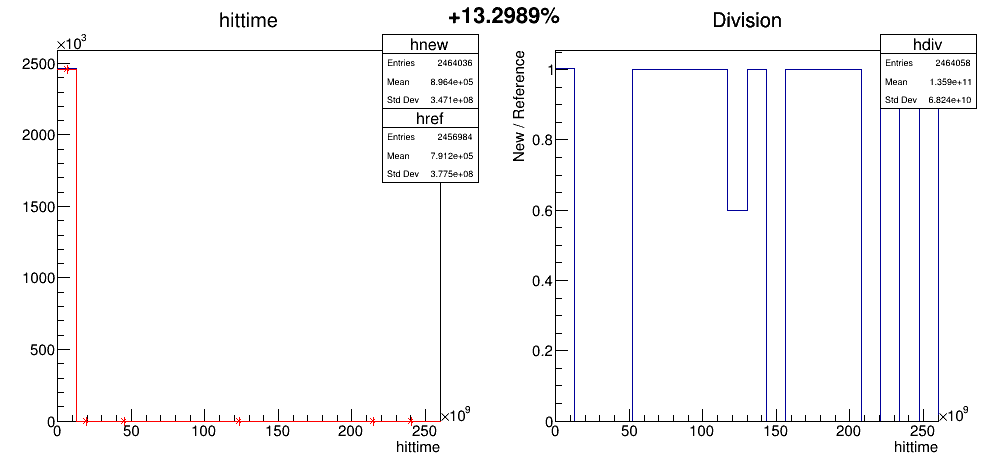 +13.2989%
hittime
×10³
2500
2000
1500
1000
500
0
0 50 100 150 200 250
×10⁹
hittime
hnew
Entries 2464036
Mean 8.964e+05
Std Dev 3.471e+08
href
Entries 2456984
Mean 7.912e+05
Std Dev 3.775e+08
Division
New / Reference
1
0.8
0.6
0.4
0.2
0
0 50 100 150 200 250
×10⁹
hittime
hdiv
Entries 2464058
Mean 1.359e+11
Std Dev 6.824e+10